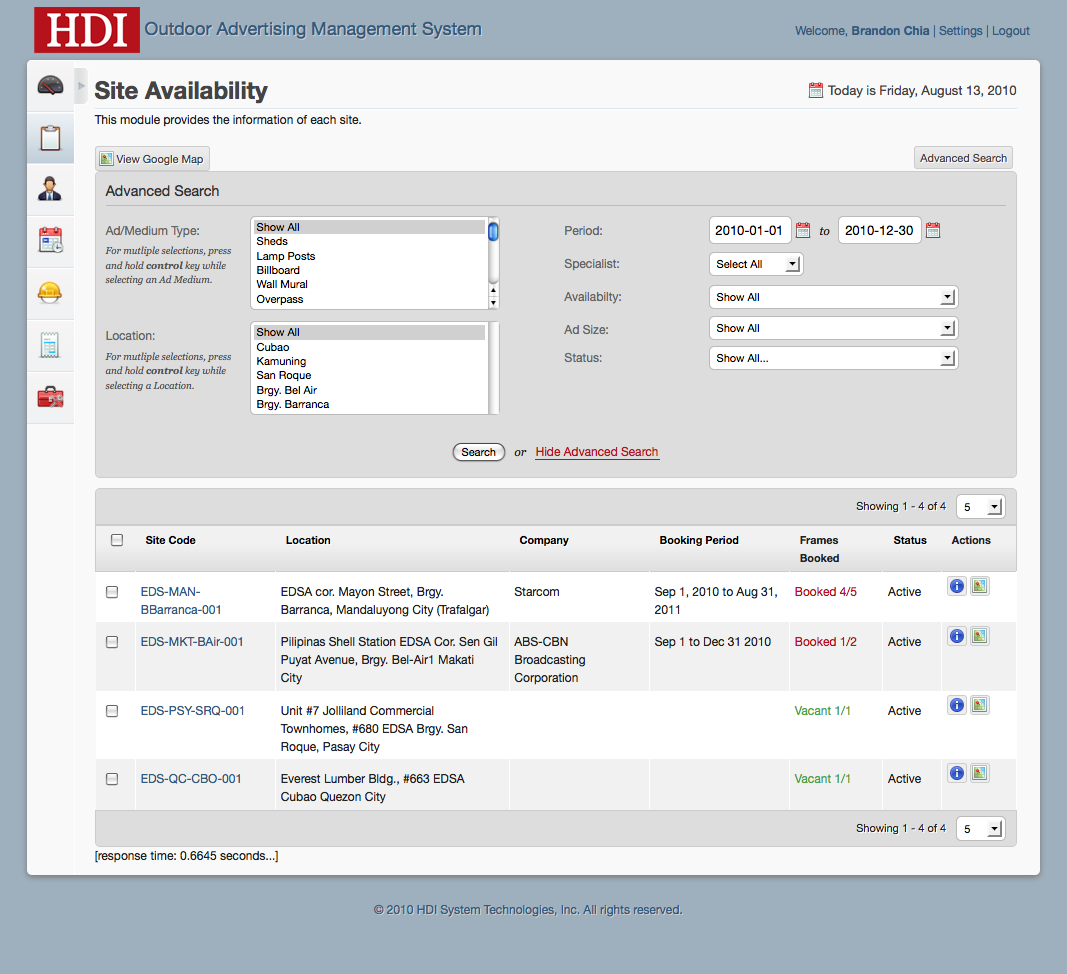 HDI Outdoor Advertising Management System
Welcome, Brandon Chia | Settings | Logout
Site Availability
Today is Friday, August 13, 2010
This module provides the information of each site.
View Google Map
Advanced Search
Advanced Search
Ad/Medium Type:
For mutliple selections, press
and hold control key while
selecting an Ad Medium.
Show All
Sheds
Lamp Posts
Billboard
Wall Mural
Overpass
Location:
For mutliple selections, press
and hold control key while
selecting a Location.
Show All
Cubao
Kamuning
San Roque
Brgy. Bel Air
Brgy. Barranca
Period:
2010-01-01 to 2010-12-30
Specialist:
Select All
Availabilty:
Show All
Ad Size:
Show All
Status:
Show All...
Search or Hide Advanced Search
Showing 1 - 4 of 4 5
Site Code
Location
Company
Booking Period
Frames
Booked
Status
Actions
EDS-MAN-
BBarranca-001
EDSA cor. Mayon Street, Brgy.
Barranca, Mandaluyong City (Trafalgar)
Starcom
Sep 1, 2010 to Aug 31,
2011
Booked 4/5
Active
EDS-MKT-BAir-001
Pilipinas Shell Station EDSA Cor. Sen Gil
Puyat Avenue, Brgy. Bel-Air1 Makati
City
ABS-CBN
Broadcasting
Corporation
Sep 1 to Dec 31 2010
Booked 1/2
Active
EDS-PSY-SRQ-001
Unit #7 Jolliland Commercial
Townhomes, #680 EDSA Brgy. San
Roque, Pasay City
Vacant 1/1
Active
EDS-QC-CBO-001
Everest Lumber Bldg., #663 EDSA
Cubao Quezon City
Vacant 1/1
Active
Showing 1 - 4 of 4 5
[response time: 0.6645 seconds...]
© 2010 HDI System Technologies, Inc. All rights reserved.